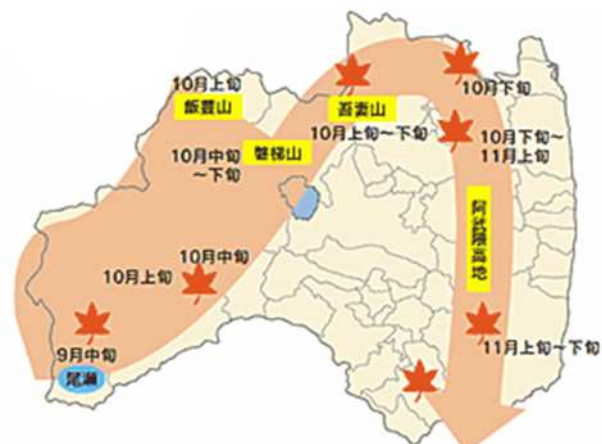 10月上旬
飯豊山
吾妻山
10月下旬
10月上旬～下旬
10月下旬～
11月上旬
10月中旬
～下旬
磐梯山
阿武隈高地
10月中旬
10月上旬
11月上旬～下旬
9月中旬
尾瀬